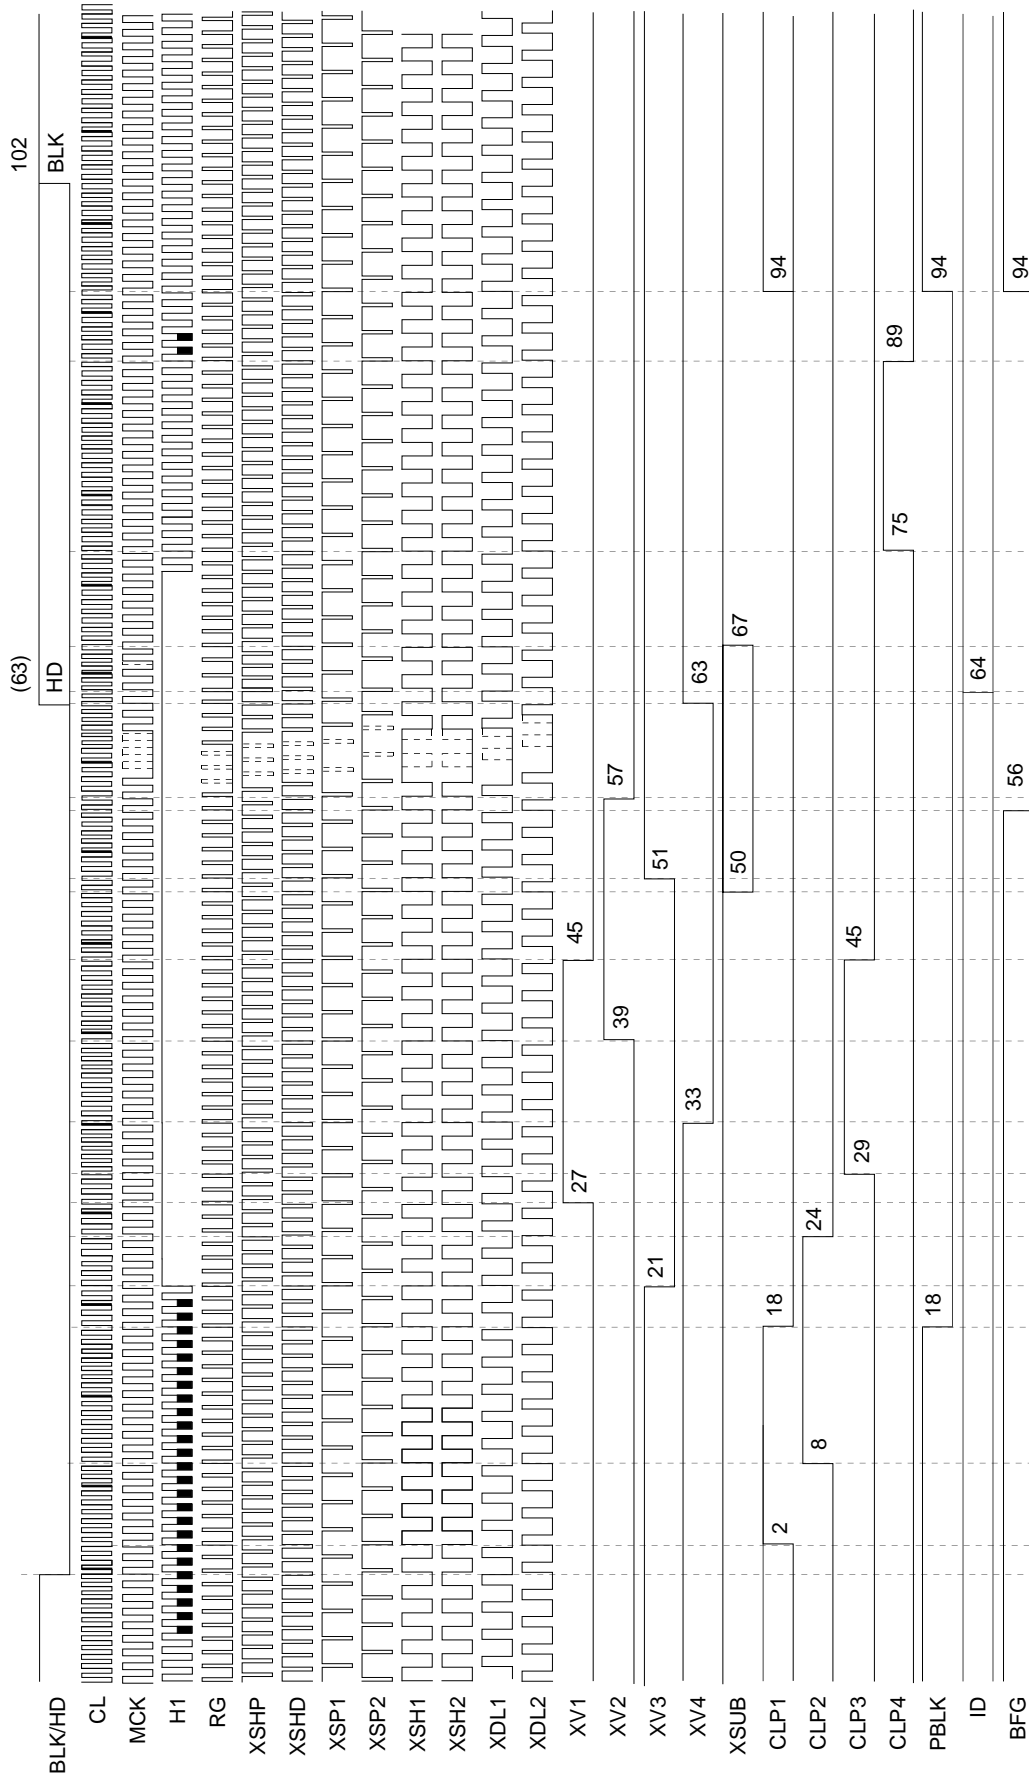 BLK/HD
HD
(63)
BLK
102
CL
MCK
H1
RG
XSHP
XSHD
XSP1
XSP2
XSH1
XSH2
XDL1
XDL2
XV1
27
45
XV2
39
57
XV3
21
51
XV4
33
63
XSUB
50
67
CLP1
2
18
94
CLP2
8
24
CLP3
29
45
CLP4
75
89
PBLK
18
94
ID
64
BFG
56
94